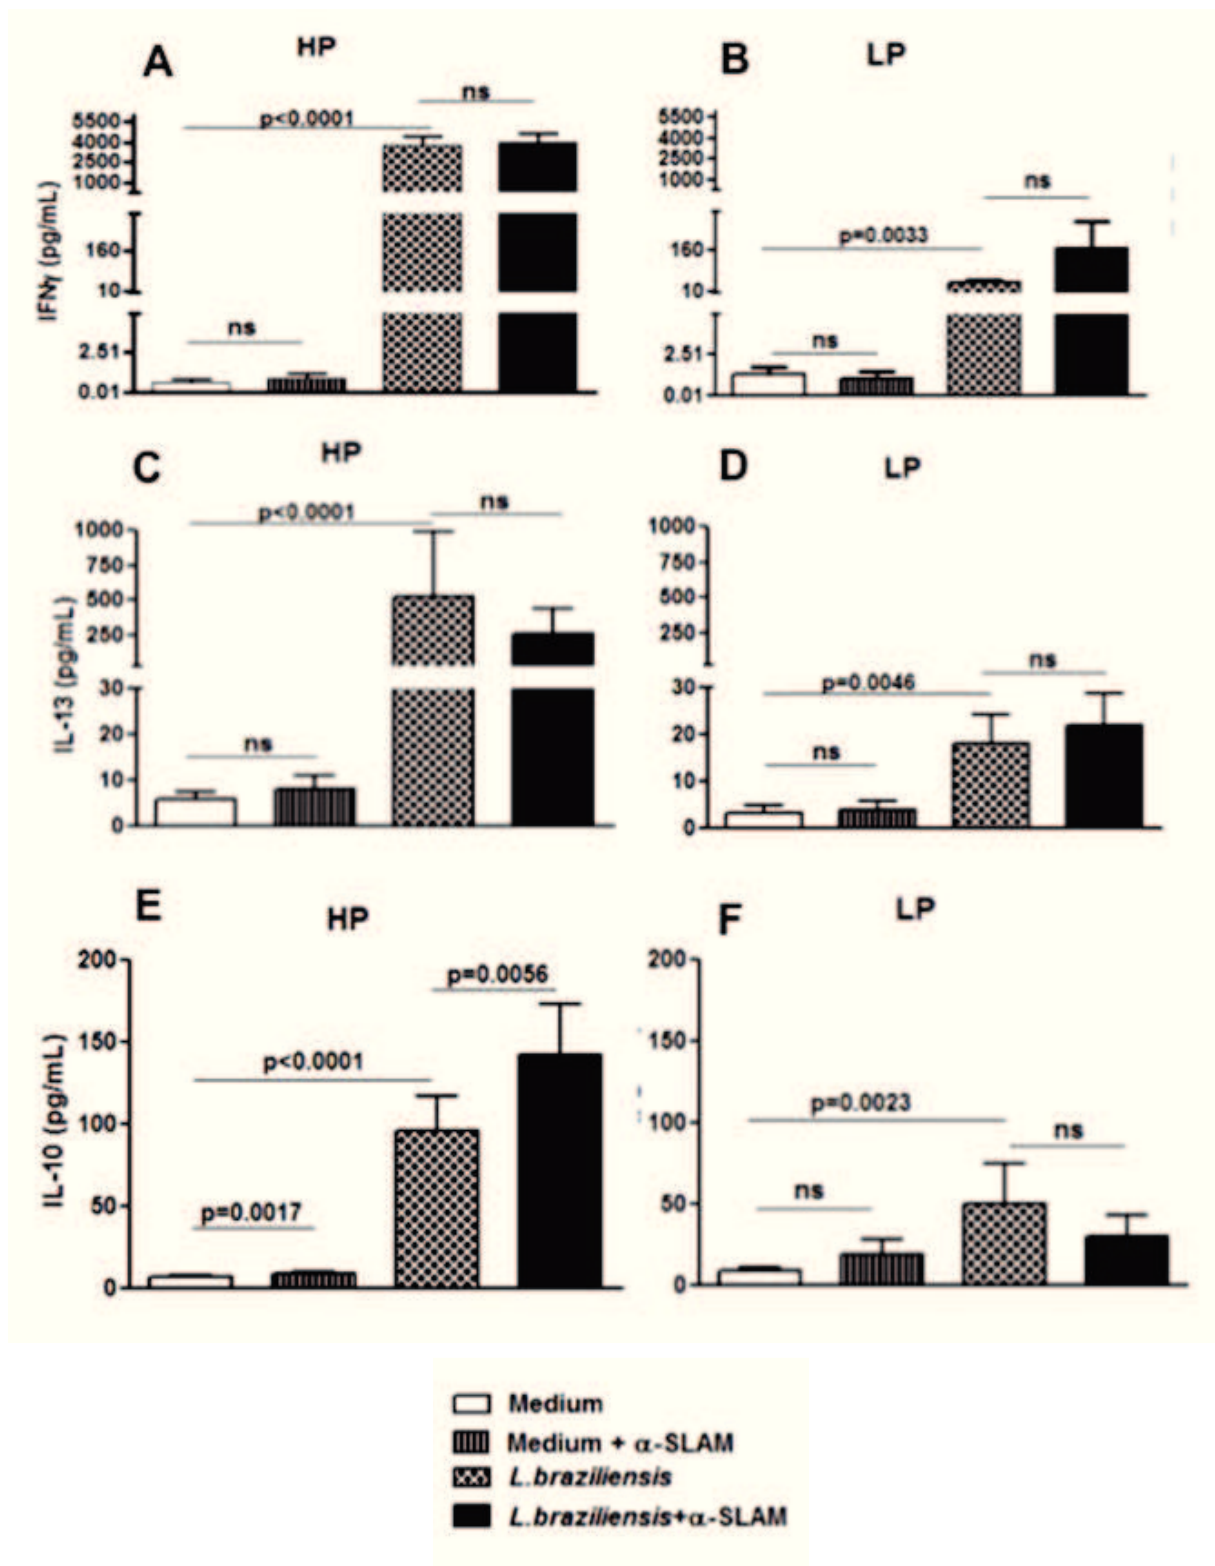 A HP
p<0.0001
ns
ns
IFNγ (pg/mL)
5500
4000
2500
1000
160
10
2.51
0.01
B LP
ns
p=0.0033
ns
5500
4000
2500
1000
160
10
2.51
0.01
C HP
p<0.0001
ns
ns
IL-13 (pg/mL)
1000
750
500
250
30
20
10
0
D LP
ns
p=0.0046
ns
1000
750
500
250
30
20
10
0
E HP
p=0.0056
p<0.0001
p=0.0017
IL-10 (pg/mL)
200
150
100
50
0
F LP
p=0.0023
ns
ns
200
150
100
50
0
Medium
Medium + α-SLAM
L.braziliensis
L.braziliensis+α-SLAM